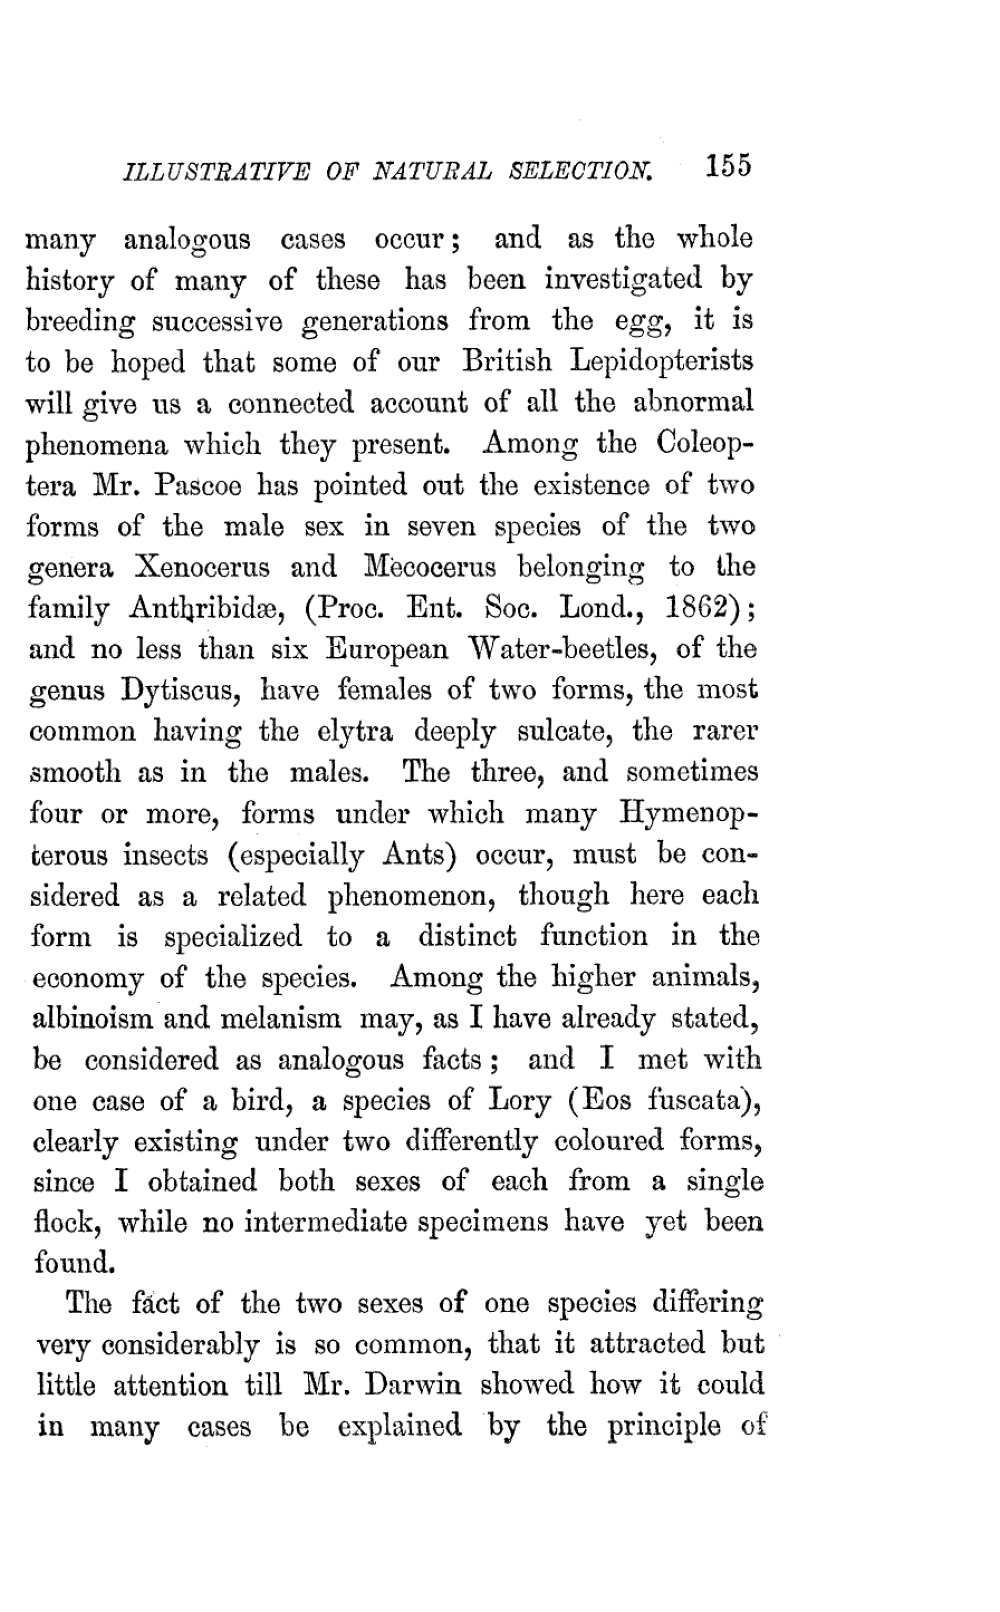 ILLUSTRATIVE OF NATURAL SELECTION. 155
many analogous cases occur; and as the whole
history of many of these has been investigated by
breeding successive generations from the egg, it is
to be hoped that some of our British Lepidopterists
will give us a connected account of all the abnormal
phenomena which they present. Among the Coleop-
tera Mr. Pascoe has pointed out the existence of two
forms of the male sex in seven species of the two
genera Xenocerus and Mecocerus belonging to the
family Anthribidæ, (Proc. Ent. Soc. Lond., 1862);
and no less than six European Water-beetles, of the
genus Dytiscus, have females of two forms, the most
common having the elytra deeply sulcate, the rarer
smooth as in the males. The three, and sometimes
four or more, forms under which many Hymenop-
terous insects (especially Ants) occur, must be con-
sidered as a related phenomenon, though here each
form is specialized to a distinct function in the
economy of the species. Among the higher animals,
albinoism and melanism may, as I have already stated,
be considered as analogous facts; and I met with
one case of a bird, a species of Lory (Eos fuscata),
clearly existing under two differently coloured forms,
since I obtained both sexes of each from a single
flock, while no intermediate specimens have yet been
found.
The fact of the two sexes of one species differing
very considerably is so common, that it attracted but
little attention till Mr. Darwin showed how it could
in many cases be explained by the principle of